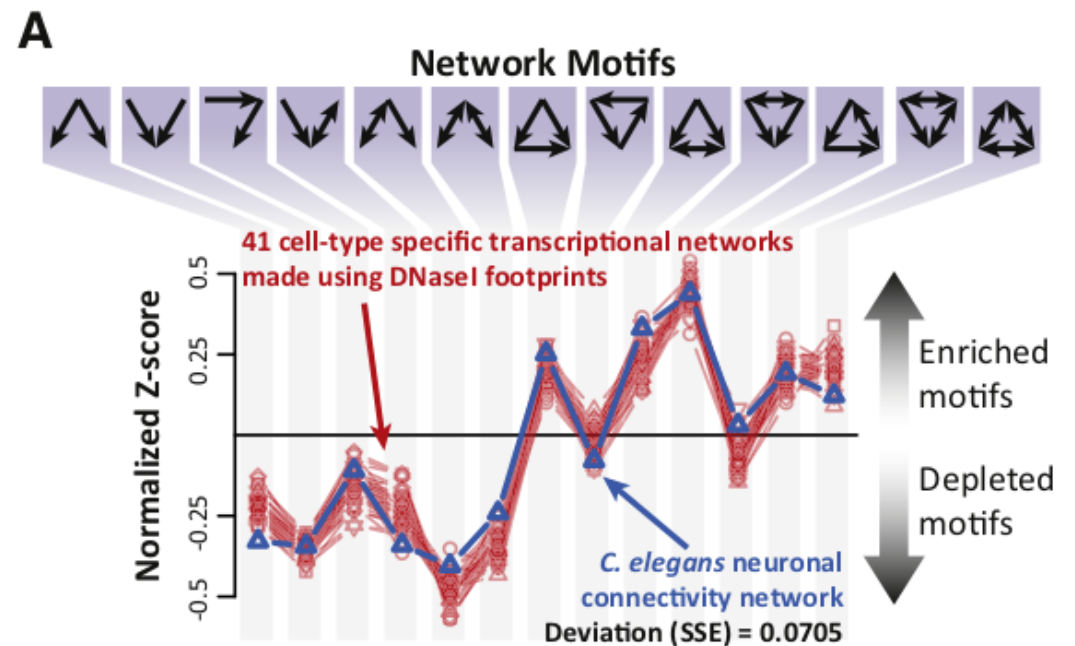 A
Network Motifs
41 cell-type specific transcriptional networks
made using DNaseI footprints
Normalized Z-score
0.5
0.25
-0.25
-0.5
Enriched
motifs
Depleted
motifs
C. elegans neuronal
connectivity network
Deviation (SSE) = 0.0705